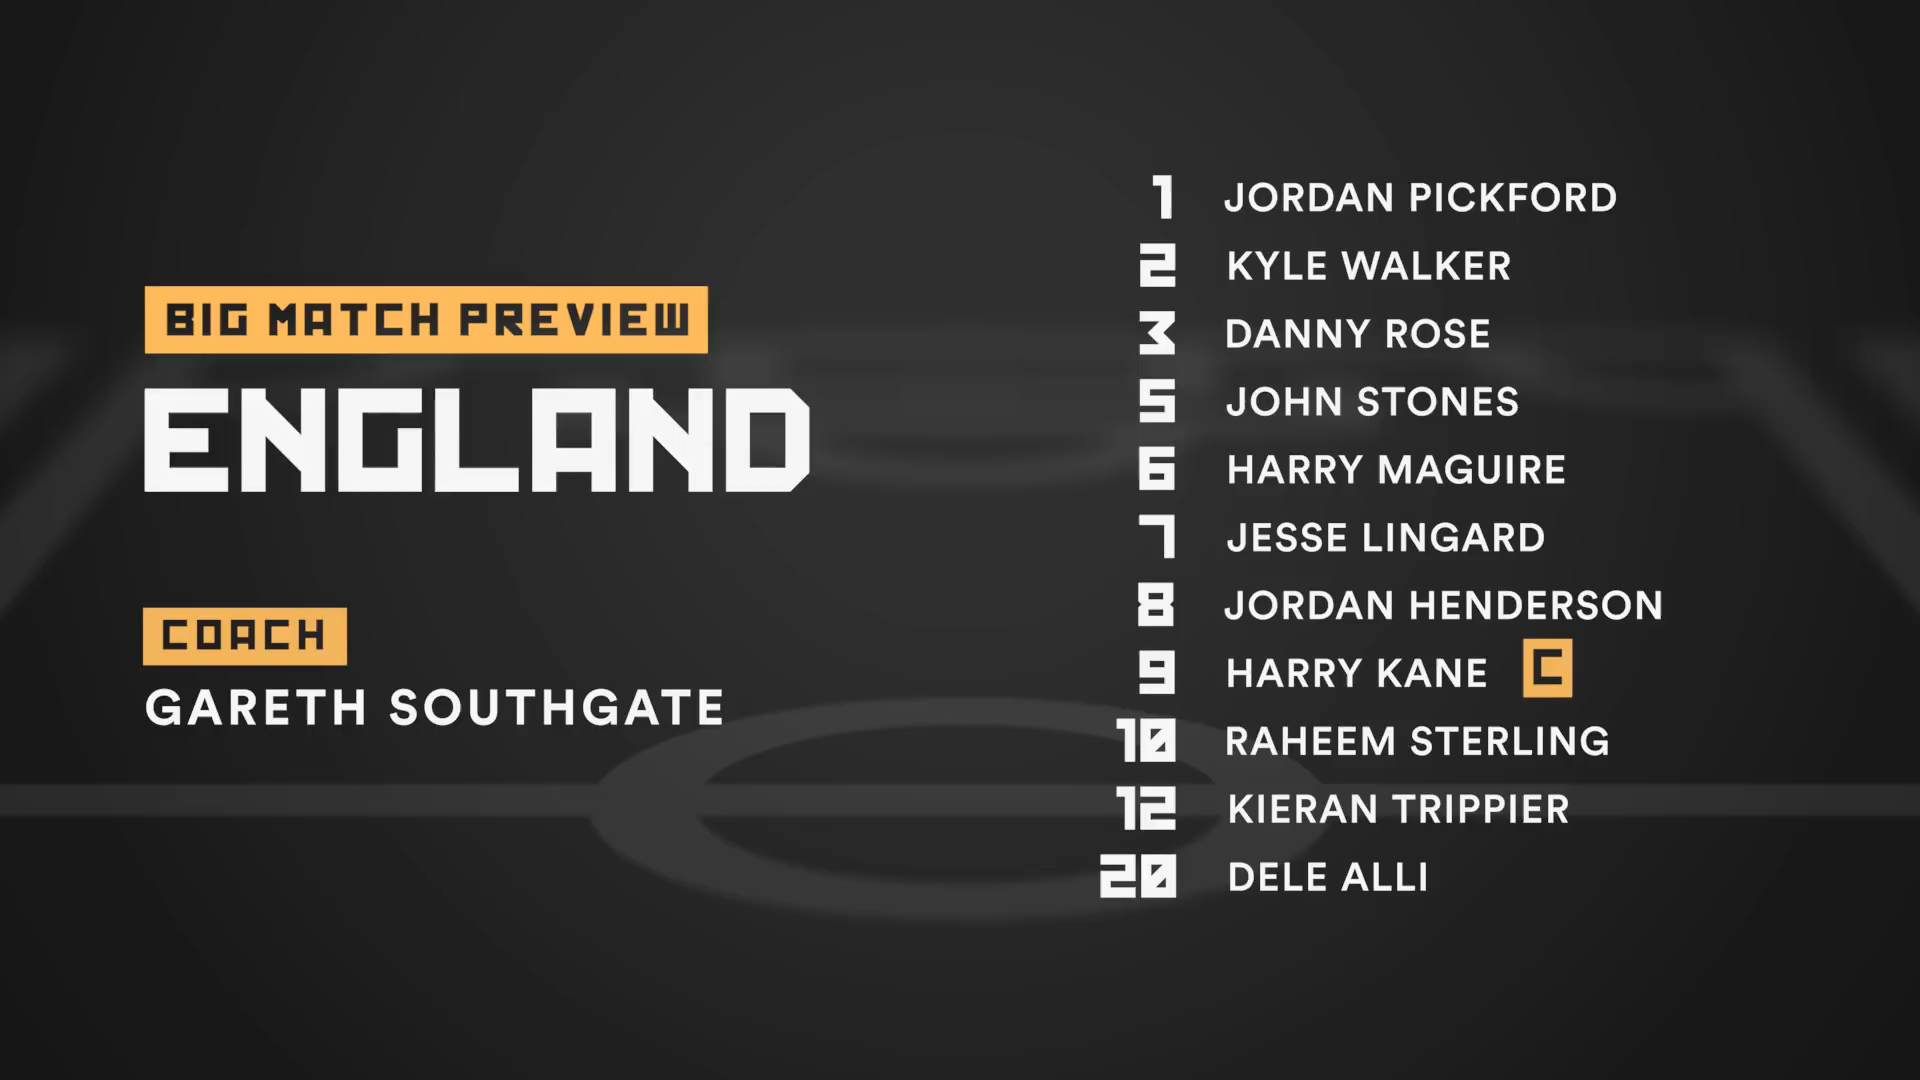 BIG MATCH PREVIEW
ENGLAND
COACH
GARETH SOUTHGATE
1 JORDAN PICKFORD
2 KYLE WALKER
3 DANNY ROSE
5 JOHN STONES
6 HARRY MAGUIRE
7 JESSE LINGARD
8 JORDAN HENDERSON
9 HARRY KANE C
10 RAHEEM STERLING
12 KIERAN TRIPPIER
20 DELE ALLI